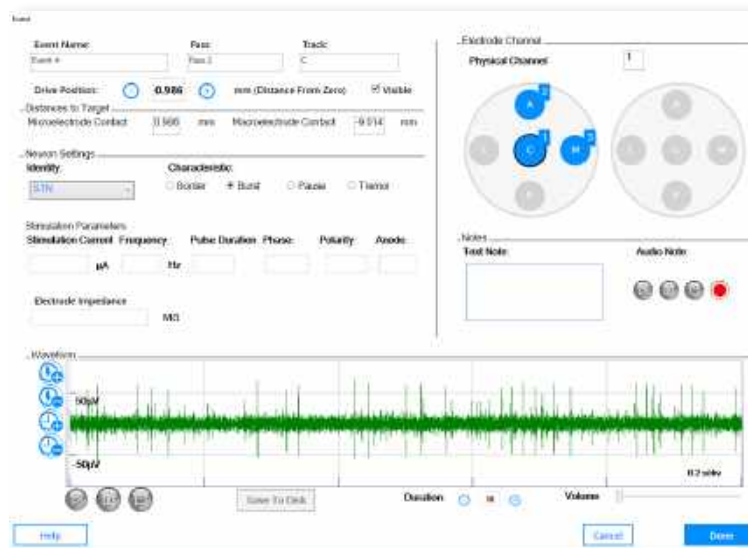 Event
Event Name: Pass: Track:
Event # Pass 2 C
Drive Position: 0.986 mm (Distance From Zero) Visible
Distances to Target
Microelectrode Contact 0.986 mm Macroelectrode Contact -9.014 mm
Neuron Settings
Identity: Characteristic:
STN Border Burst Pause Tremor
Stimulation Parameters
Stimulation Current Frequency: Pulse Duration Phase: Polarity Anode:
µA Hz
Electrode Impedance
MΩ
Electrode Channel
Physical Channel 1
A 2
C 1 M 3
Notes
Text Note: Audio Note:
Waveform
50µV
-50µV
0.2 s/div
Save To Disk Duration 10 Volume
Help Cancel Done